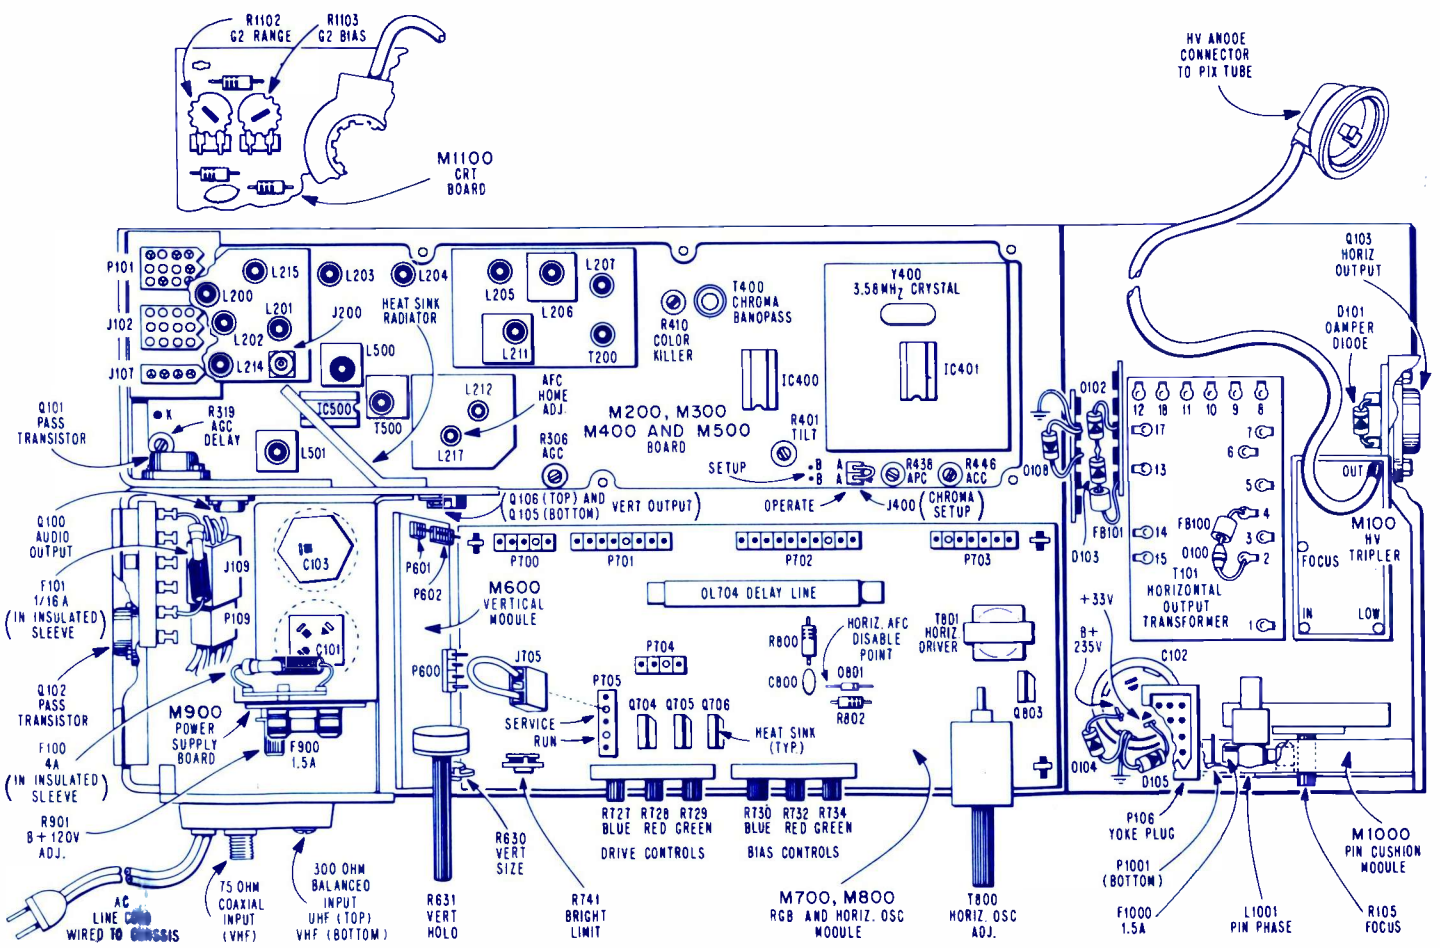 R1102
G2 RANGE
R1103
G2 BIAS
M1100
CRT
BOARD
HV ANODE
CONNECTOR
TO PIX TUBE
Q103
HORIZ
OUTPUT
D101
DAMPER
DIODE
P101
J102
J107
L215
L203
L204
L200
L201
L202
L214
J200
HEAT SINK
RADIATOR
L205
L206
L207
L211
T200
R410
COLOR
KILLER
T400
CHROMA
BANDPASS
Y400
3.58MHZ CRYSTAL
IC400
IC401
L500
IC500
T500
L501
L212
L217
AFC
HOME
ADJ.
R306
AGC
M200, M300
M400 AND M500
BOARD
R401
TILT
SETUP
B
B
A
A
R438
APC
R446
ACC
OPERATE
J400 (CHROMA SETUP)
Q101
PASS
TRANSISTOR
X
R319
AGC
DELAY
Q100
AUDIO
OUTPUT
F101
1/16 A
(IN INSULATED
SLEEVE)
Q102
PASS
TRANSISTOR
F100
4A
(IN INSULATED
SLEEVE)
J109
P109
C103
C101
M900
POWER
SUPPLY
BOARD
F900
1.5A
R901
B+120V
ADJ.
(Q106 (TOP) AND
Q105 (BOTTOM) VERT OUTPUT)
P601
P602
P600
M600
VERTICAL
MODULE
P700
P701
P702
P703
DL704 DELAY LINE
P704
P705
J705
SERVICE
RUN
Q704
Q705
Q706
HEAT SINK
(TYP.)
R800
C800
HORIZ. AFC
DISABLE
POINT
D801
R802
T801
HORIZ
DRIVER
Q803
D102
D108
FB101
D103
12
18
11
10
9
8
17
7
6
13
5
4
14
3
15
2
1
FB100
D100
T101
HORIZONTAL
OUTPUT
TRANSFORMER
OUT
M100
HV
TRIPLER
FOCUS
IN
LOW
+33V
B+
235V
C102
D104
D105
P106
YOKE PLUG
P1001
(BOTTOM)
F1000
1.5A
L1001
PIN PHASE
R105
FOCUS
M1000
PIN CUSHION
MODULE
R727
BLUE
R728
RED
R729
GREEN
DRIVE CONTROLS
R730
BLUE
R732
RED
R734
GREEN
BIAS CONTROLS
R630
VERT
SIZE
R631
VERT
HOLD
R741
BRIGHT
LIMIT
M700, M800
RGB AND HORIZ. OSC
MODULE
T800
HORIZ. OSC
ADJ.
AC
LINE CORD
WIRED TO CHASSIS
75 OHM
COAXIAL
INPUT
(VHF)
300 OHM
BALANCED
INPUT
UHF (TOP)
VHF (BOTTOM)